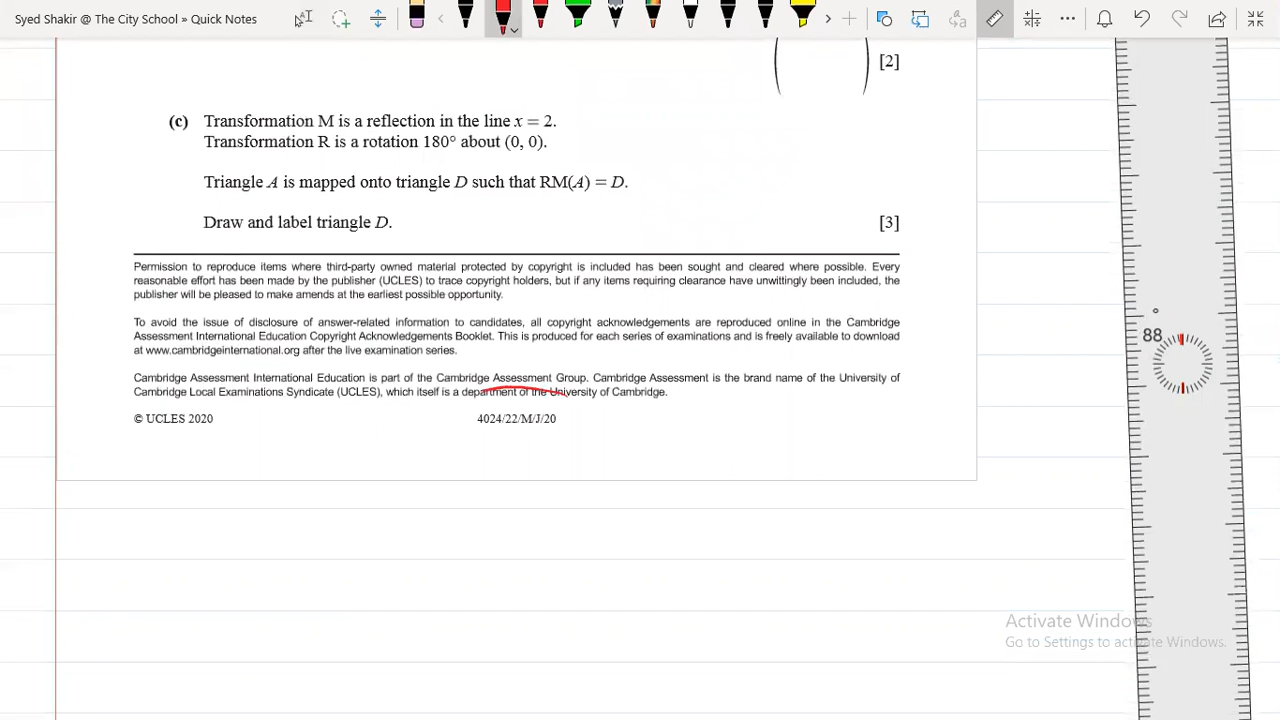 Syed Shakir @ The City School » Quick Notes
[2]
(c) Transformation M is a reflection in the line x = 2.
Transformation R is a rotation 180° about (0, 0).
Triangle A is mapped onto triangle D such that RM(A) = D.
Draw and label triangle D. [3]
Permission to reproduce items where third-party owned material protected by copyright is included has been sought and cleared where possible. Every
reasonable effort has been made by the publisher (UCLES) to trace copyright holders, but if any items requiring clearance have unwittingly been included, the
publisher will be pleased to make amends at the earliest possible opportunity.
To avoid the issue of disclosure of answer-related information to candidates, all copyright acknowledgements are reproduced online in the Cambridge
Assessment International Education Copyright Acknowledgements Booklet. This is produced for each series of examinations and is freely available to download
at www.cambridgeinternational.org after the live examination series.
Cambridge Assessment International Education is part of the Cambridge Assessment Group. Cambridge Assessment is the brand name of the University of
Cambridge Local Examinations Syndicate (UCLES), which itself is a department of the University of Cambridge.
© UCLES 2020 4024/22/M/J/20
88°
Activate Windows
Go to Settings to activate Windows.